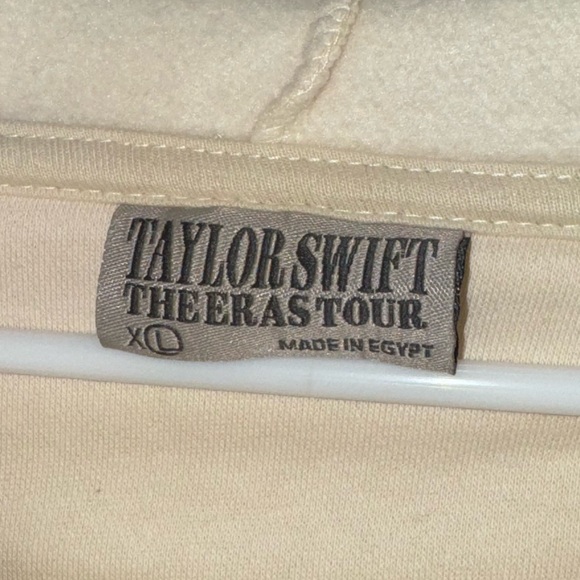 TAYLOR SWIFT
THE ERAS TOUR
XL MADE IN EGYPT